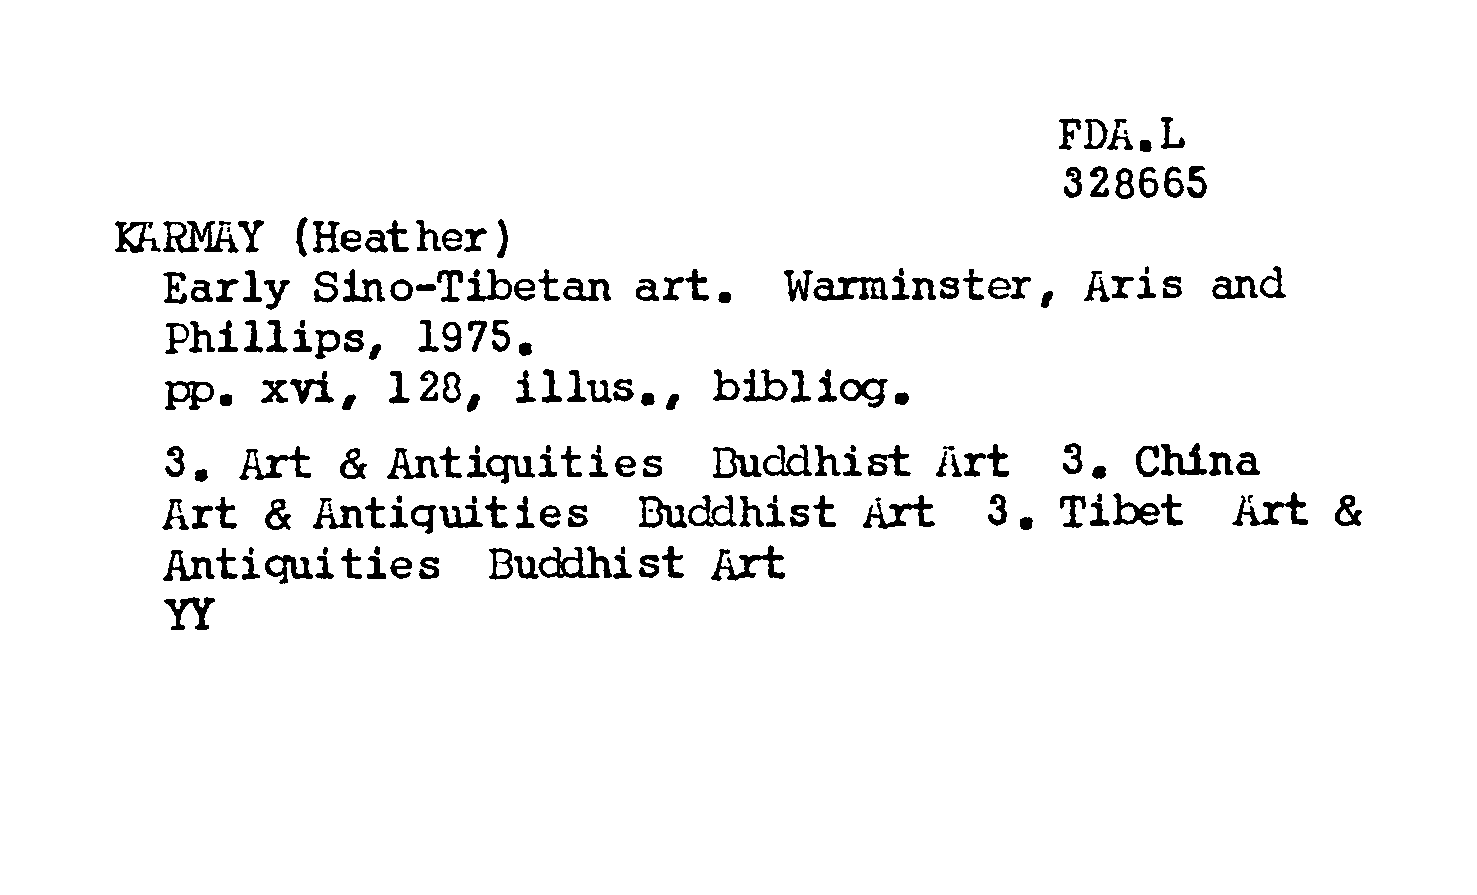 FDA.L
328665
KARMAY (Heather)
Early Sino-Tibetan art. Warminster, Aris and
Phillips, 1975.
pp. xvi, 128, illus., bibliog.
3. Art & Antiquities Buddhist Art 3. China
Art & Antiquities Buddhist Art 3. Tibet Art &
Antiquities Buddhist Art
YY